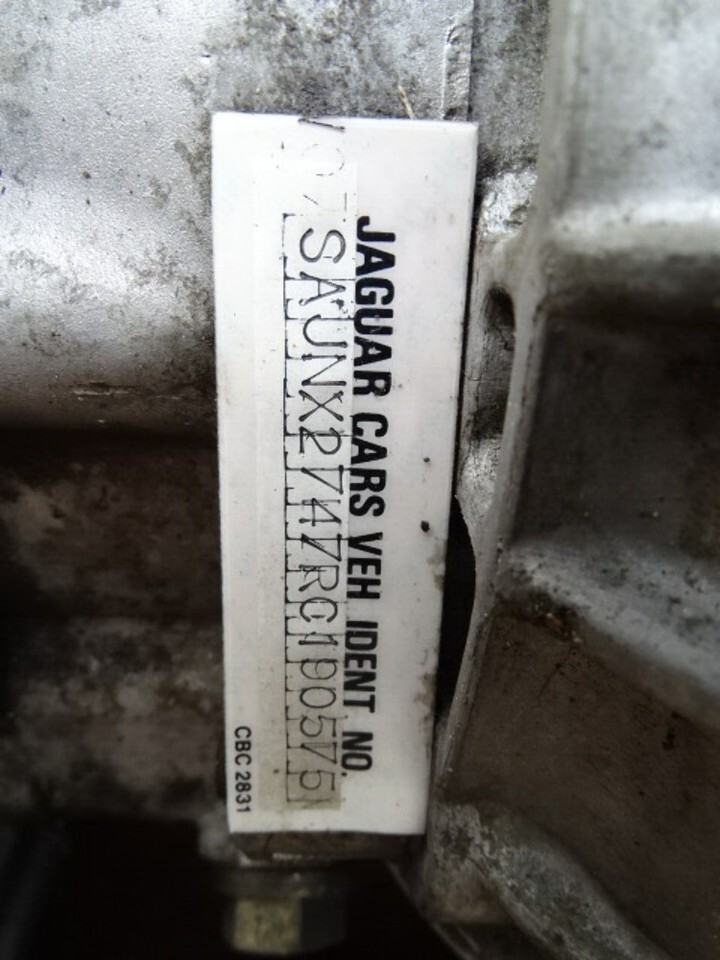 JAGUAR CARS VEH IDENT NO.
SAJNX2747RC190575
CBC 2831